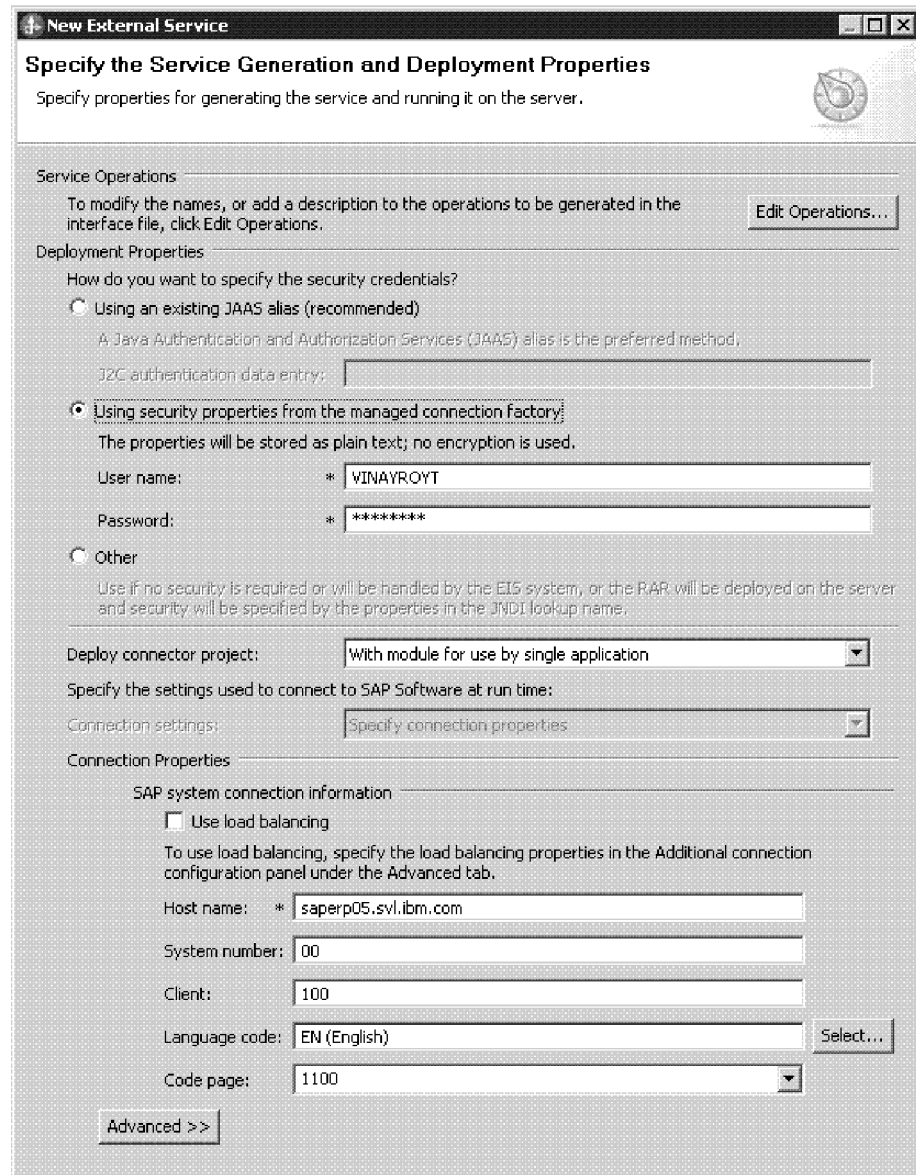 New External Service
Specify the Service Generation and Deployment Properties
Specify properties for generating the service and running it on the server.
Service Operations
To modify the names, or add a description to the operations to be generated in the
interface file, click Edit Operations.
Edit Operations...
Deployment Properties
How do you want to specify the security credentials?
Using an existing JAAS alias (recommended)
A Java Authentication and Authorization Services (JAAS) alias is the preferred method.
J2C authentication data entry:
Using security properties from the managed connection factory
The properties will be stored as plain text; no encryption is used.
User name: * VINAYROYT
Password: * ********
Other
Use if no security is required or will be handled by the EIS system, or the RAR will be deployed on the server
and security will be specified by the properties in the JNDI lookup name.
Deploy connector project: With module for use by single application
Specify the settings used to connect to SAP Software at run time:
Connection settings: Specify connection properties
Connection Properties
SAP system connection information
Use load balancing
To use load balancing, specify the load balancing properties in the Additional connection
configuration panel under the Advanced tab.
Host name: * saperp05.svl.ibm.com
System number: 00
Client: 100
Language code: EN (English) Select...
Code page: 1100
Advanced >>